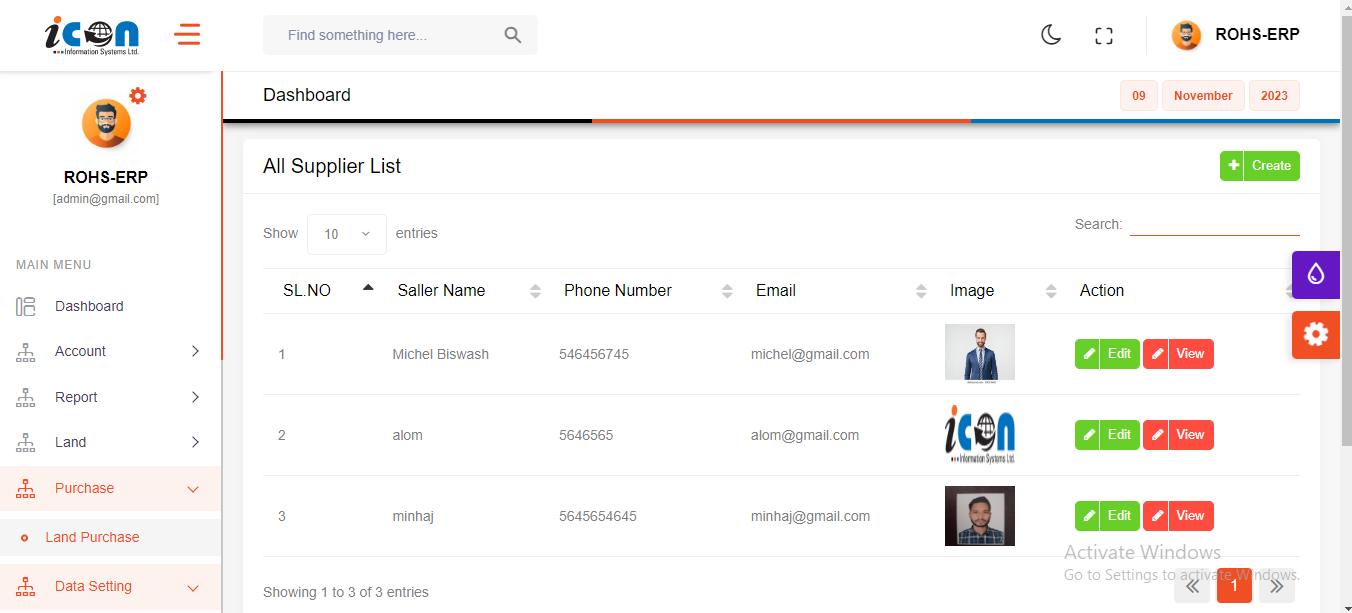 icon
Information Systems Ltd.
Find something here...
ROHS-ERP
ROHS-ERP
[admin@gmail.com]
MAIN MENU
Dashboard
Account
Report
Land
Purchase
Land Purchase
Data Setting
Dashboard
09 November 2023
All Supplier List
+ Create
Show 10 entries
Search:
SL.NO Saller Name Phone Number Email Image Action
1 Michel Biswash 546456745 michel@gmail.com Edit View
2 alom 5646565 alom@gmail.com icon Information Systems Ltd. Edit View
3 minhaj 5645654645 minhaj@gmail.com Edit View
Showing 1 to 3 of 3 entries
« 1 »
Activate Windows
Go to Settings to activate Windows.